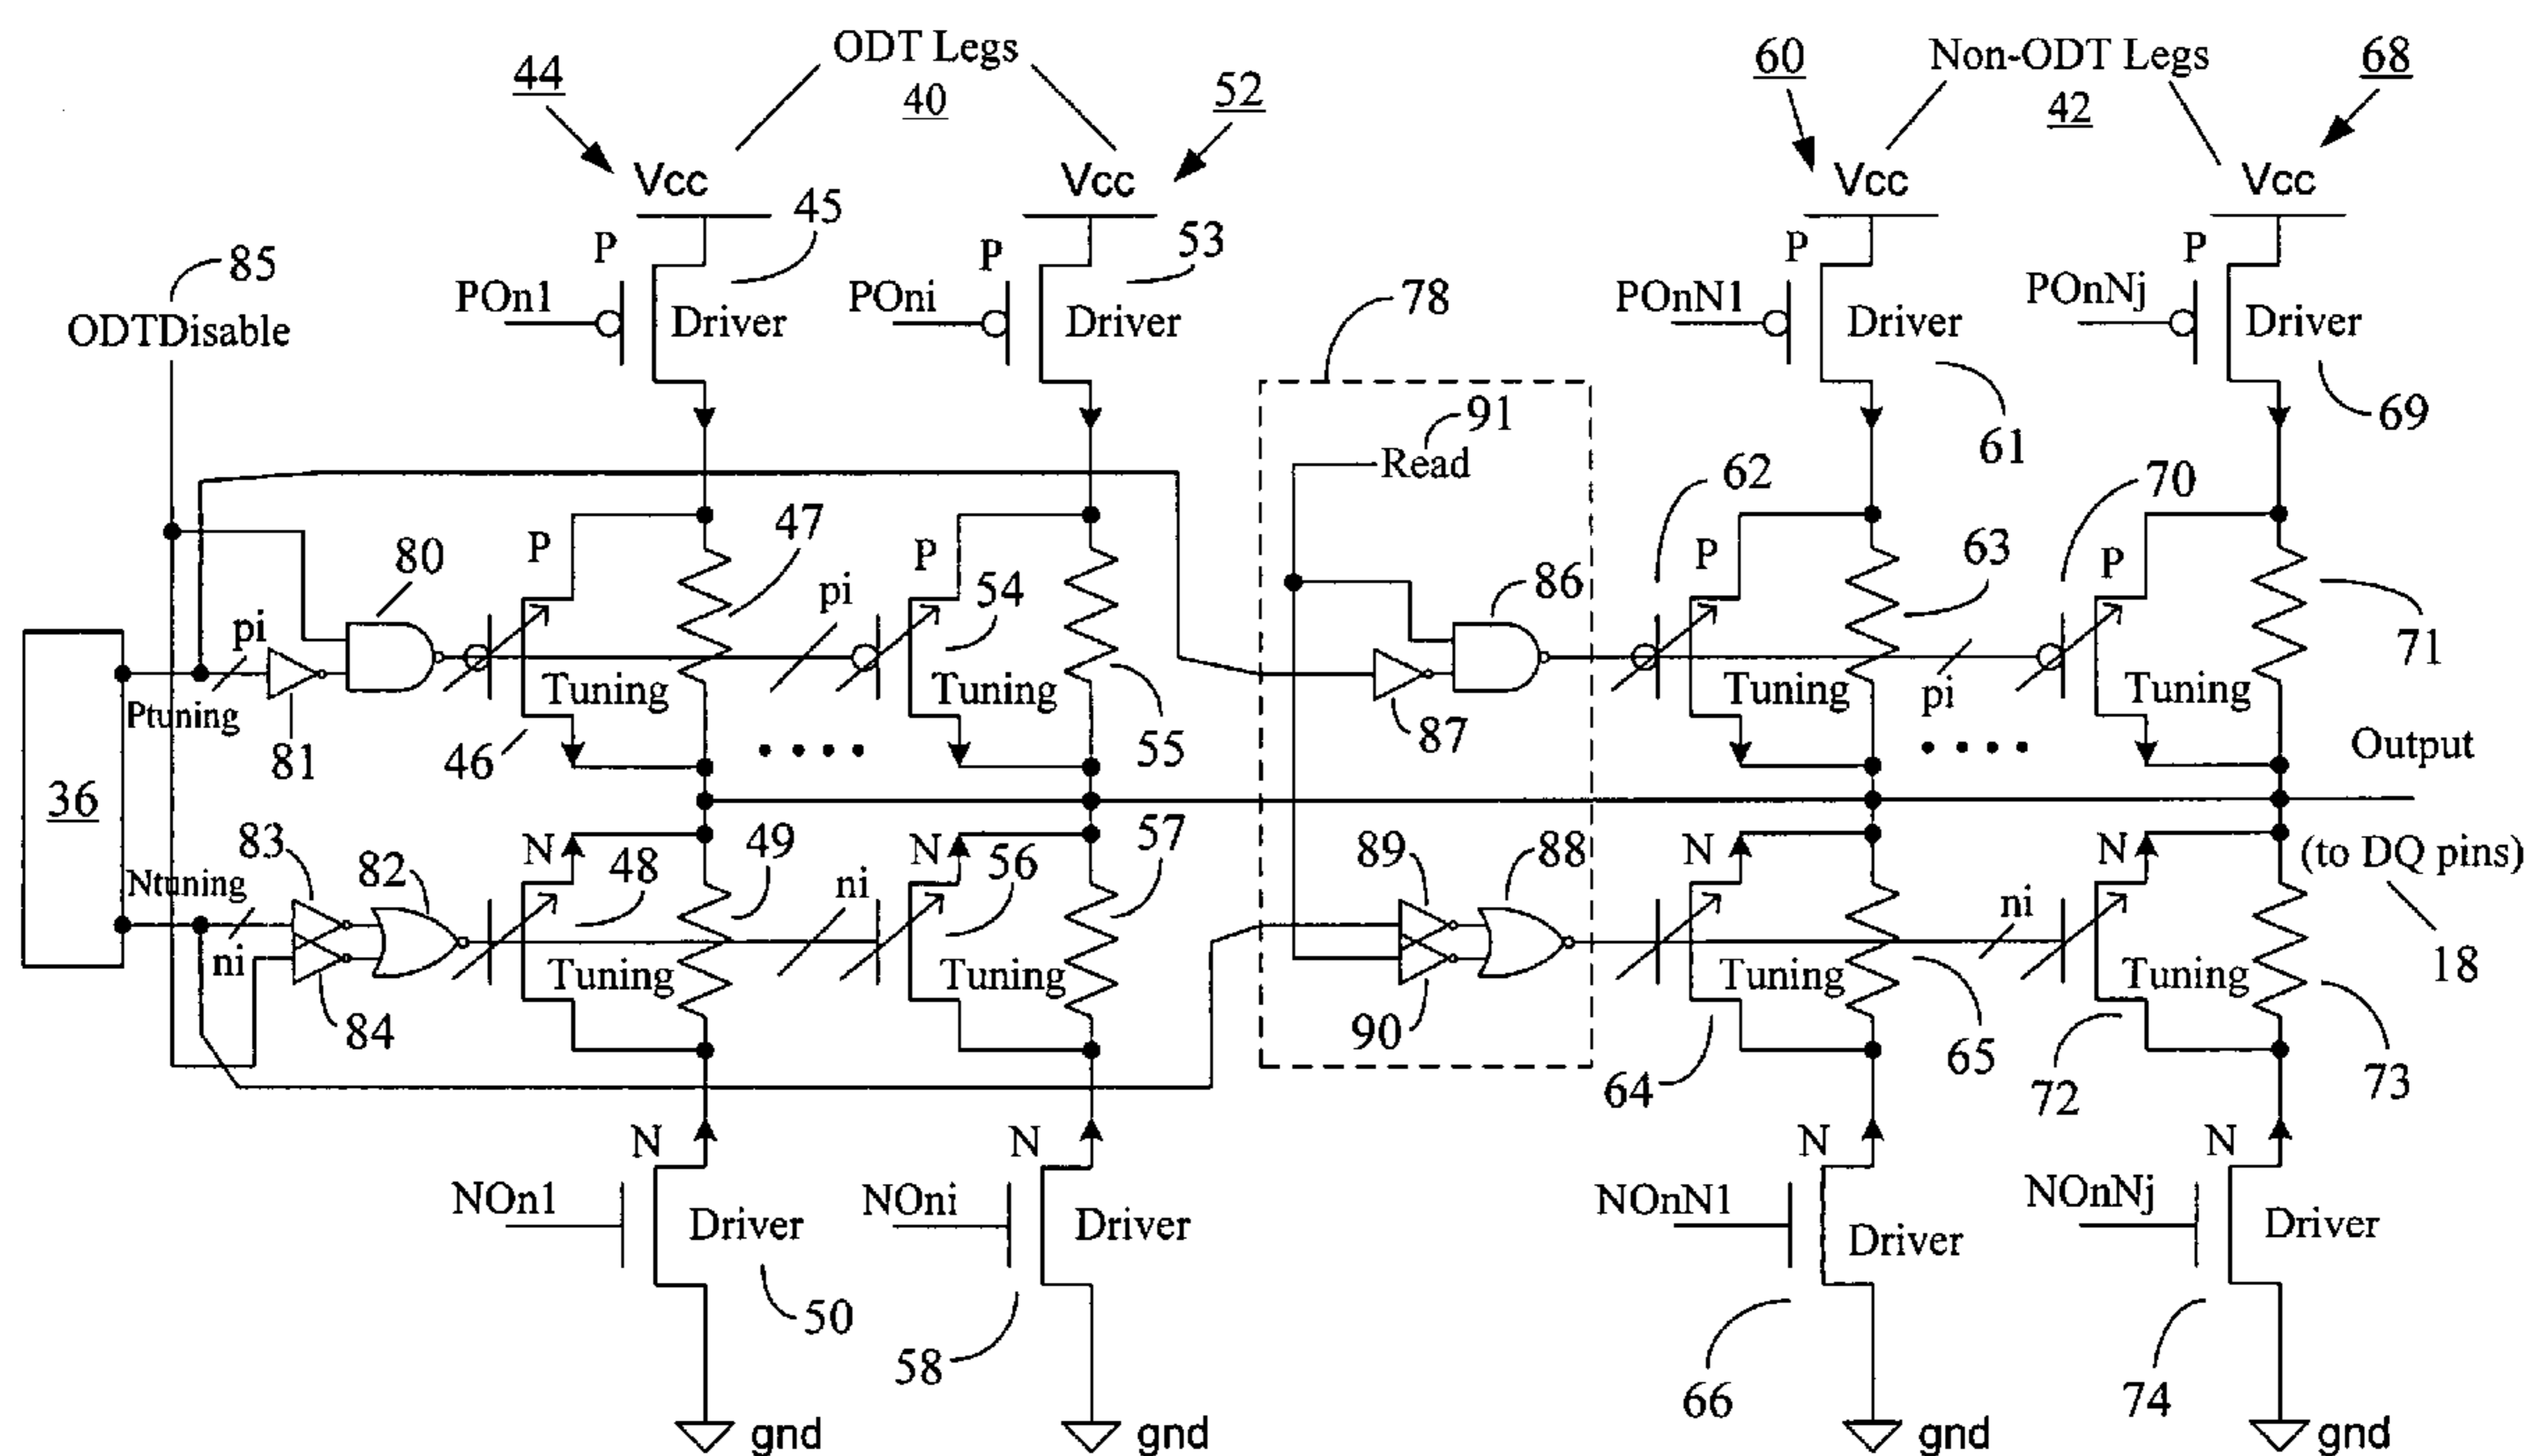 ODT Legs
40
44
52
Non-ODT Legs
42
60
68
Vcc
Vcc
Vcc
Vcc
45
53
85
P
P
P
P
POn1
POni
POnN1
POnNj
ODTDisable
Driver
Driver
Driver
Driver
78
61
69
91
Read
62
70
47
80
P
P
P
P
63
71
86
pi
pi
54
Tuning
Tuning
Tuning
pi
Tuning
Ptuning
81
46
55
87
Output
36
83
82
N
48
49
N
56
57
89
88
N
N
(to DQ pins)
Ntuning
ni
ni
ni
Tuning
Tuning
Tuning
Tuning
18
84
90
64
65
72
73
N
N
N
N
NOn1
NOni
NOnN1
NOnNj
Driver
Driver
Driver
Driver
50
58
66
74
gnd
gnd
gnd
gnd